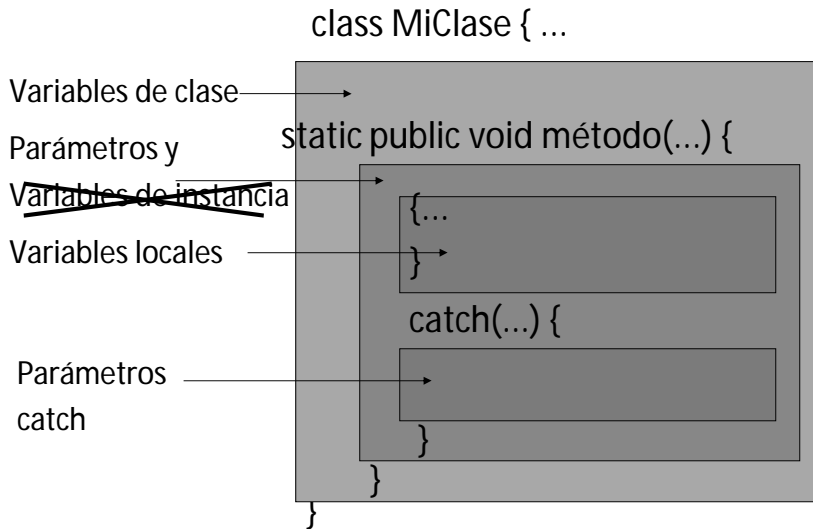 class MiClase { ...
Variables de clase
static public void método(...) {
Parámetros y
Variables de instancia
{...
Variables locales
}
catch(...) {
Parámetros
catch
}
}
}